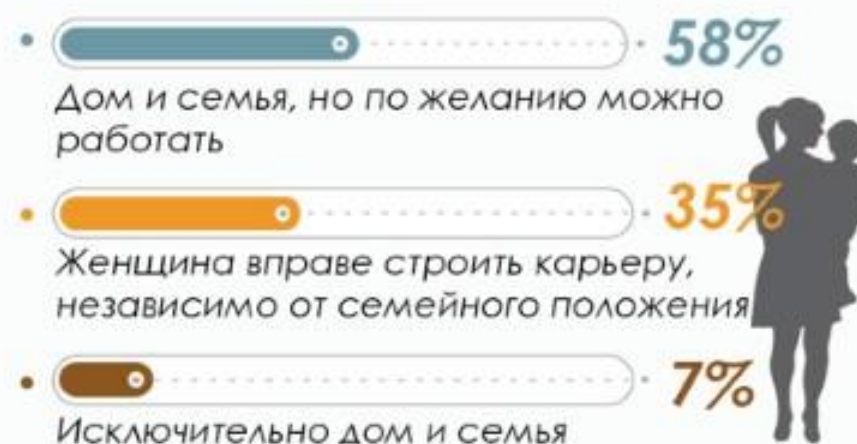 58%
Дом и семья, но по желанию можно
работать
35%
Женщина вправе строить карьеру,
независимо от семейного положения
7%
Исключительно дом и семья